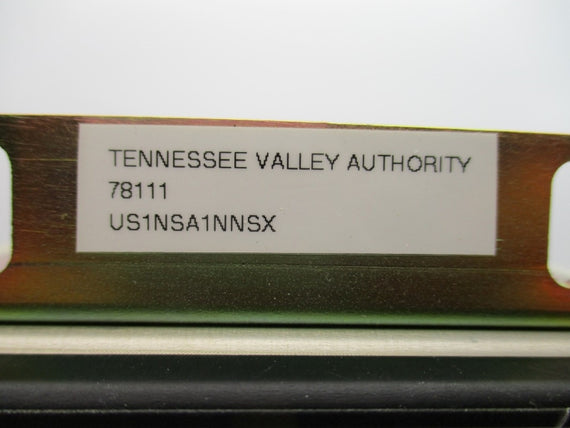 TENNESSEE VALLEY AUTHORITY
78111
US1NSA1NNSX